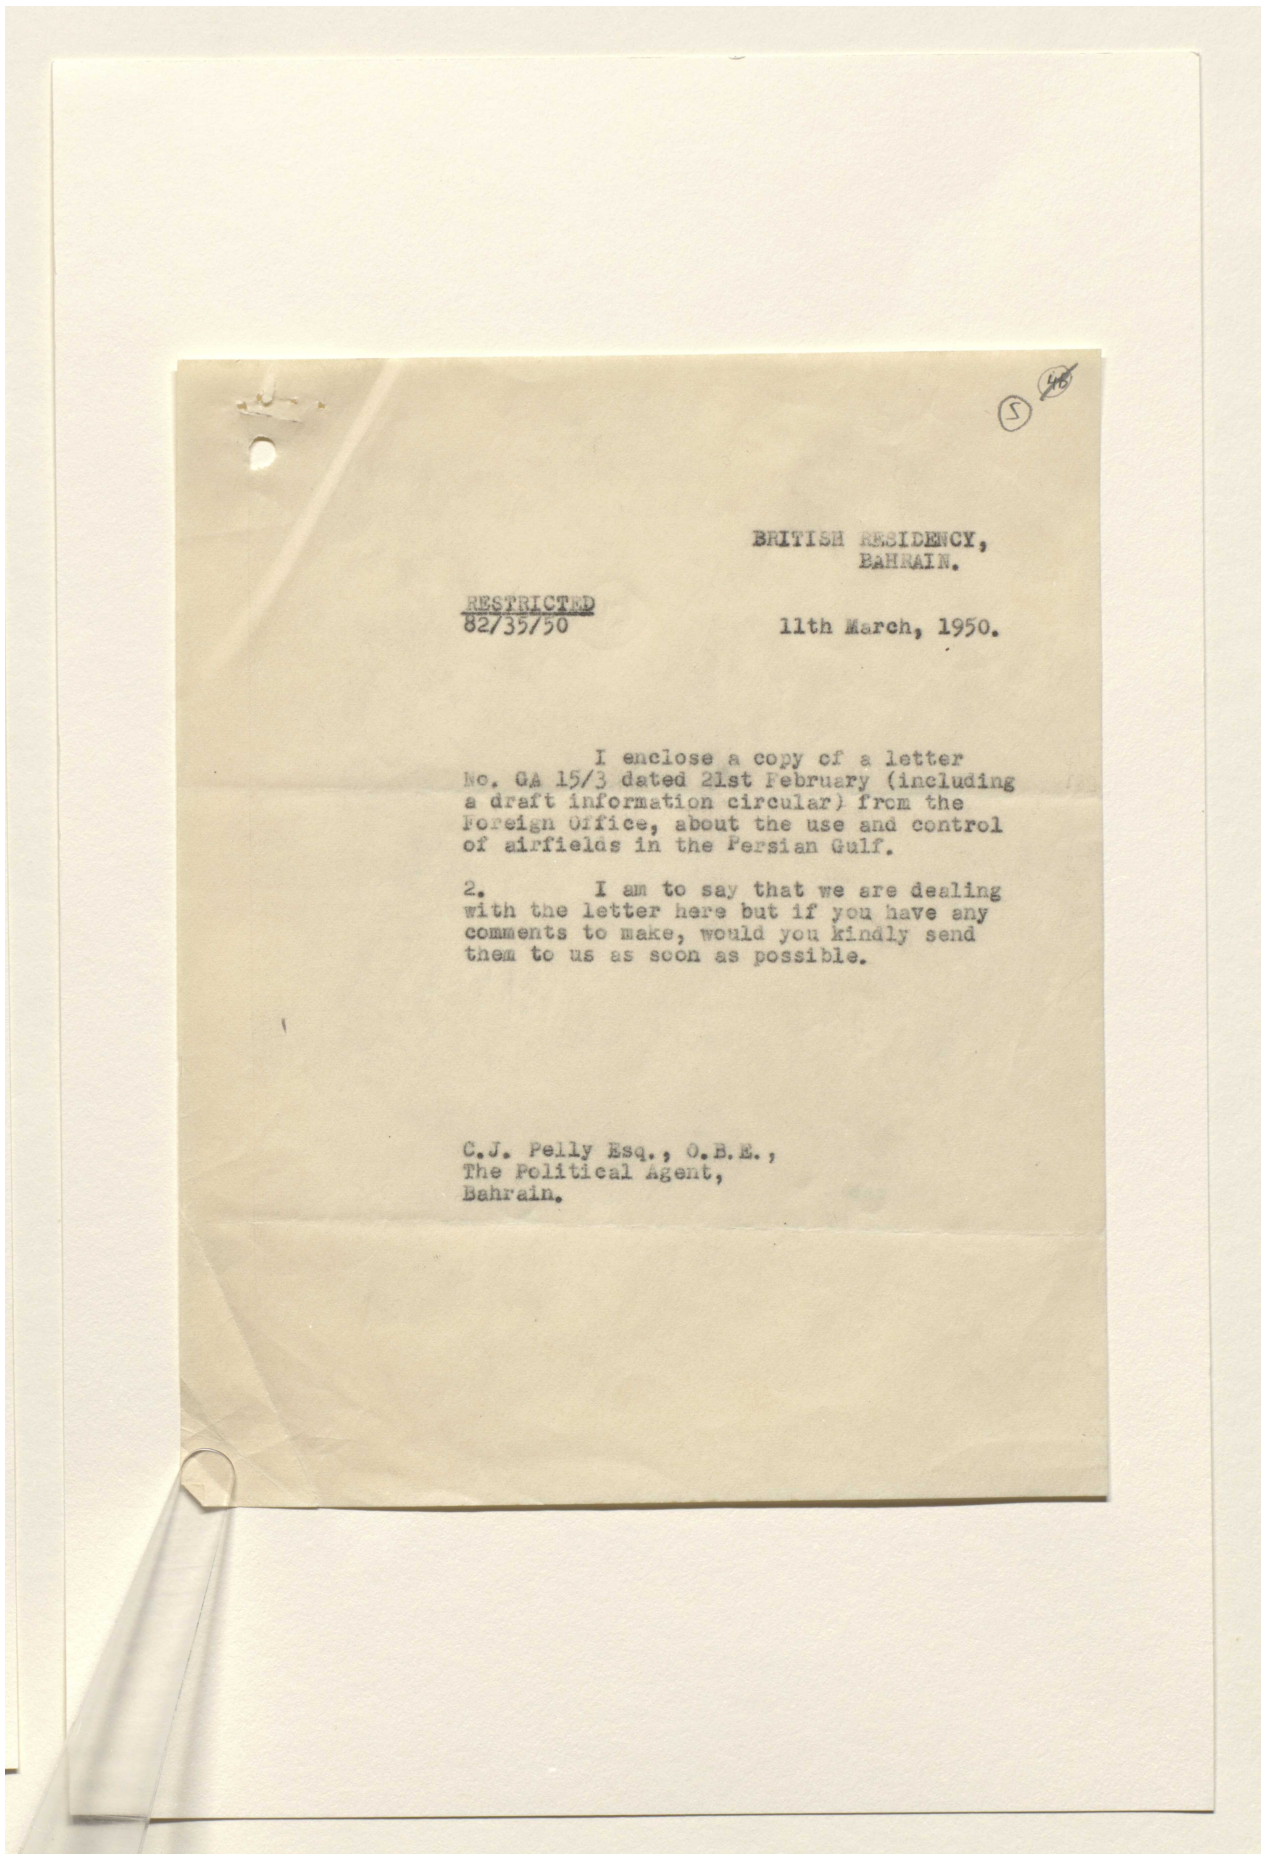 46
5
BRITISH RESIDENCY,
BAHRAIN.
RESTRICTED
82/35/50
11th March, 1950.
I enclose a copy of a letter
No. GA 15/3 dated 21st February (including
a draft information circular) from the
Foreign Office, about the use and control
of airfields in the Persian Gulf.
2. I am to say that we are dealing
with the letter here but if you have any
comments to make, would you kindly send
them to us as soon as possible.
C.J. Pelly Esq., O.B.E.,
The Political Agent,
Bahrain.